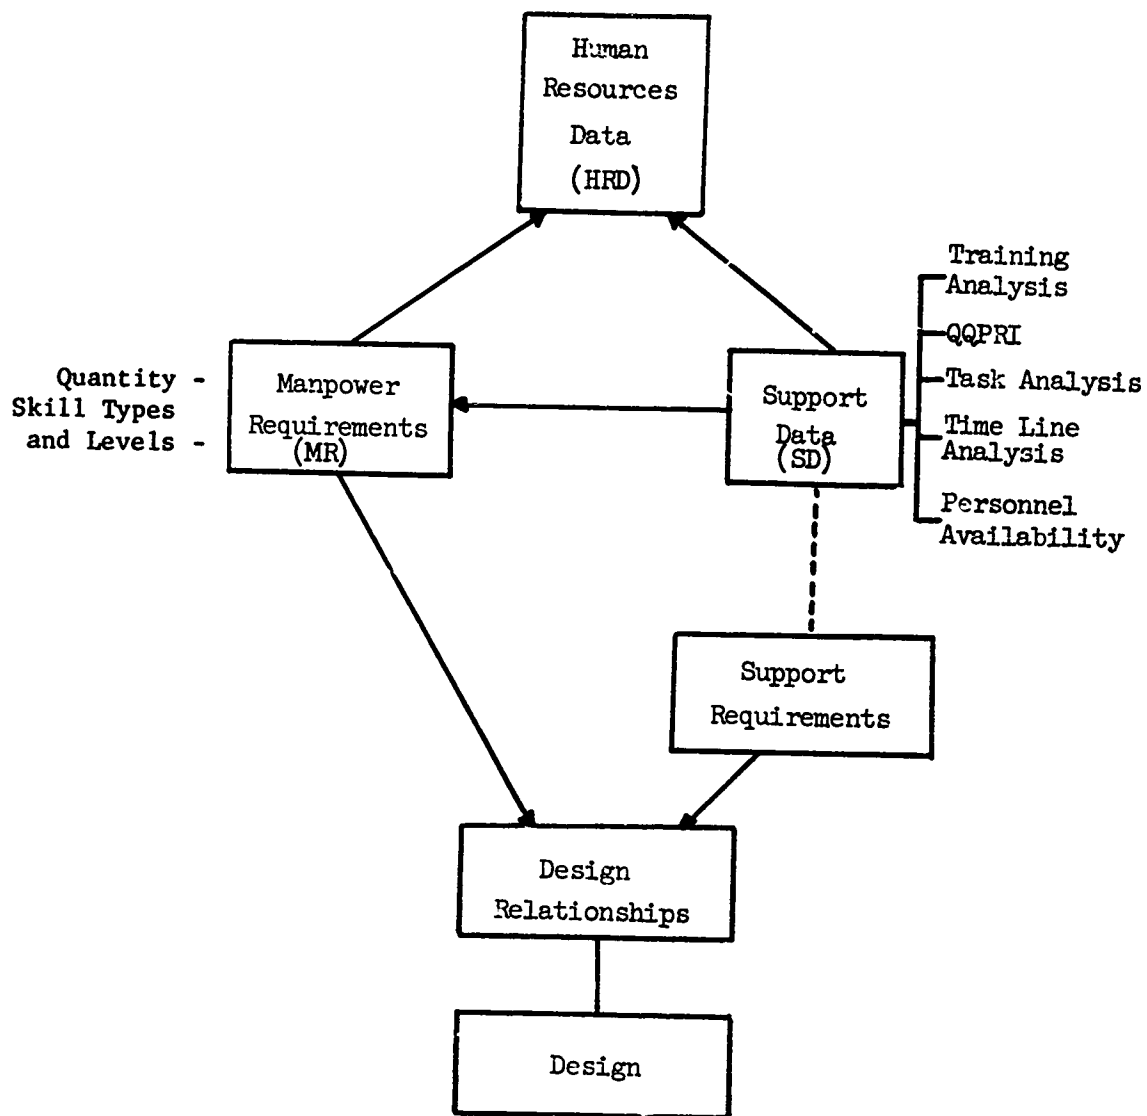 Human
Resources
Data
(HRD)
Training
Analysis
QQPRI
Task Analysis
Time Line
Analysis
Personnel
Availability
Quantity -
Skill Types
and Levels -
Manpower
Requirements
(MR)
Support
Data
(SD)
Support
Requirements
Design
Relationships
Design